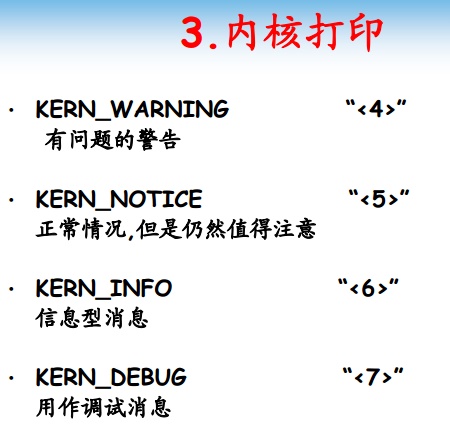 3.内核打印
· KERN_WARNING “<4>”
有问题的警告
· KERN_NOTICE “<5>”
正常情况,但是仍然值得注意
· KERN_INFO “<6>”
信息型消息
· KERN_DEBUG “<7>”
用作调试消息